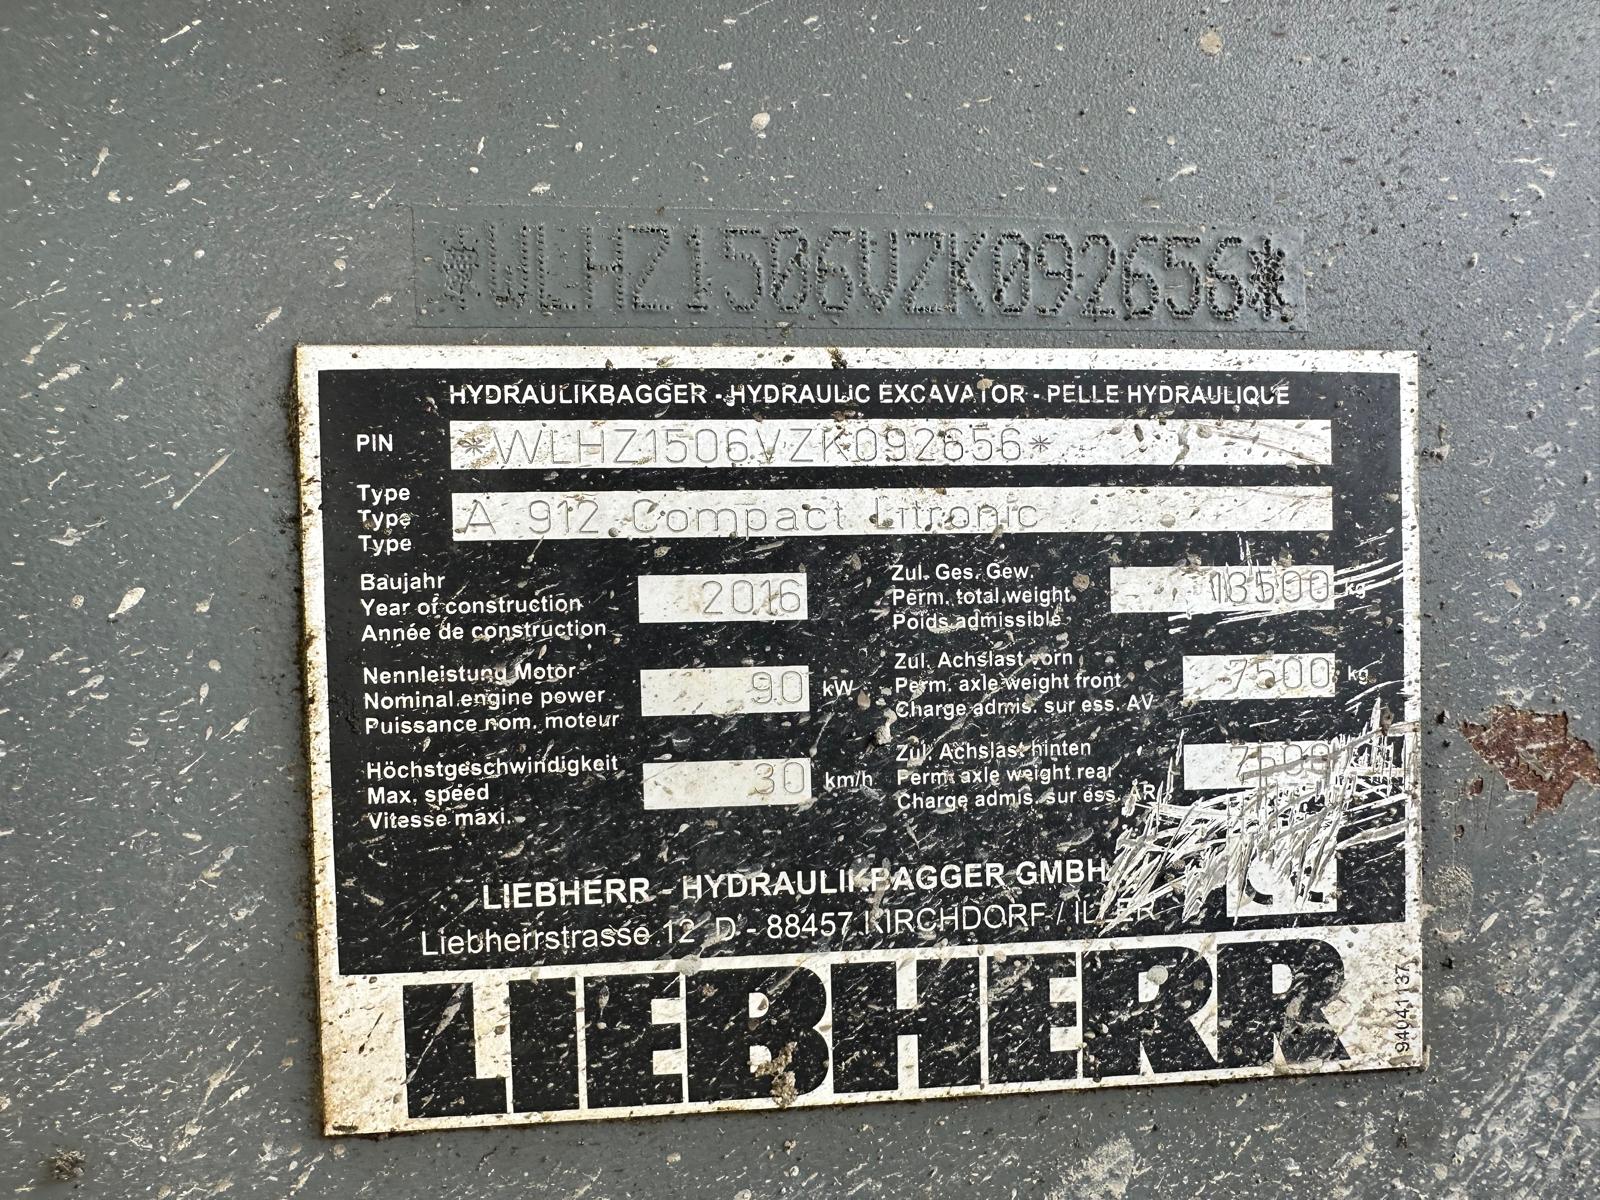 *WLHZ1506VZK092656*
HYDRAULIKBAGGER - HYDRAULIC EXCAVATOR - PELLE HYDRAULIQUE
PIN *WLHZ1506VZK092656*
Type
Type A 912 Compact Litronic
Type
Baujahr
Year of construction 2016
Année de construction
Zul. Ges. Gew.
Perm. total weight 13500 kg
Poids admissible
Nennleistung Motor
Nominal engine power 90 kW
Puissance nom. moteur
Zul. Achslast vorn
Perm. axle weight front 7500 kg
Charge admis. sur ess. AV
Höchstgeschwindigkeit
Max. speed 30 km/h
Vitesse maxi.
Zul. Achslast hinten
Perm. axle weight rear 7500
Charge admis. sur ess. AR
LIEBHERR - HYDRAULIKBAGGER GMBH
Liebherrstrasse 12 D - 88457 KIRCHDORF / ILLER
LIEBHERR
94041137